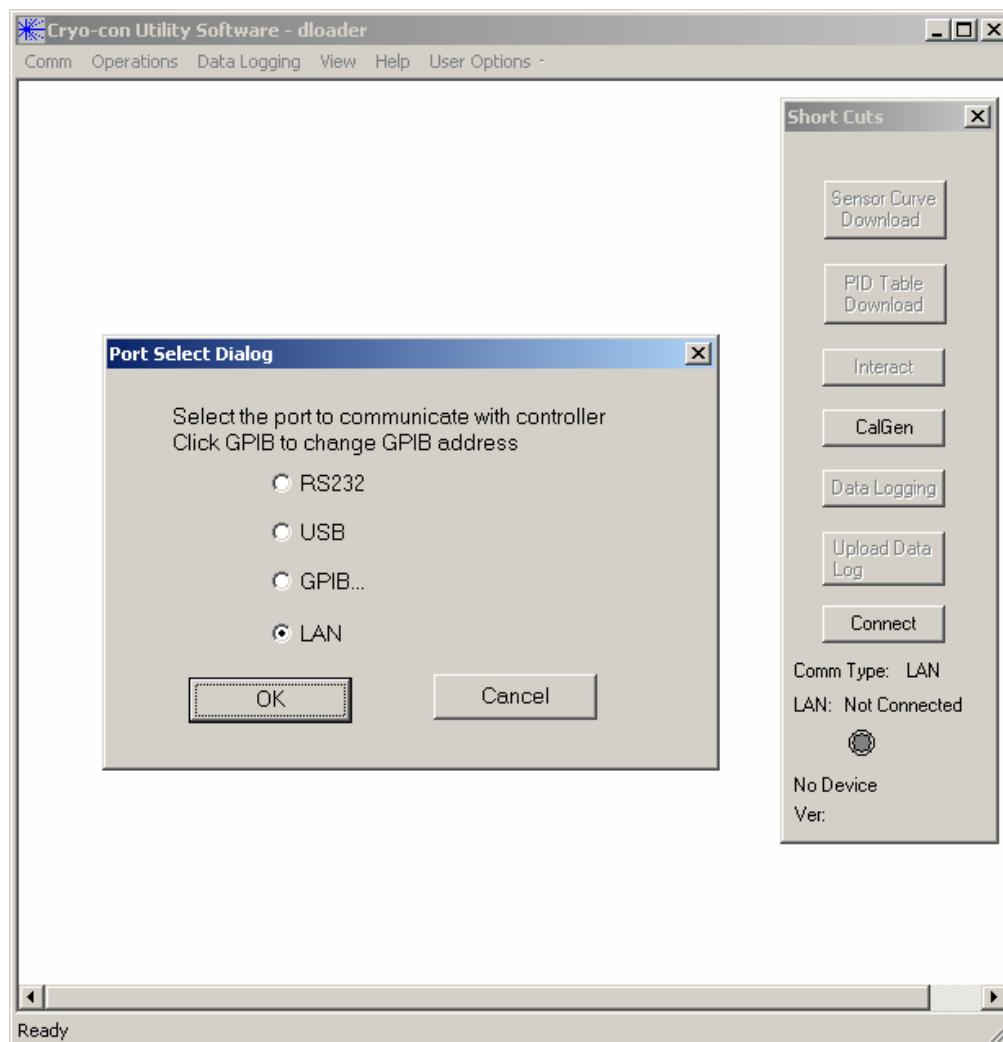 Cryo-con Utility Software - dloader
Comm Operations Data Logging View Help User Options -
Short Cuts
Sensor Curve
Download
PID Table
Download
Interact
CalGen
Data Logging
Upload Data
Log
Connect
Comm Type: LAN
LAN: Not Connected
No Device
Ver:
Port Select Dialog
Select the port to communicate with controller
Click GPIB to change GPIB address
RS232
USB
GPIB...
LAN
OK Cancel
Ready